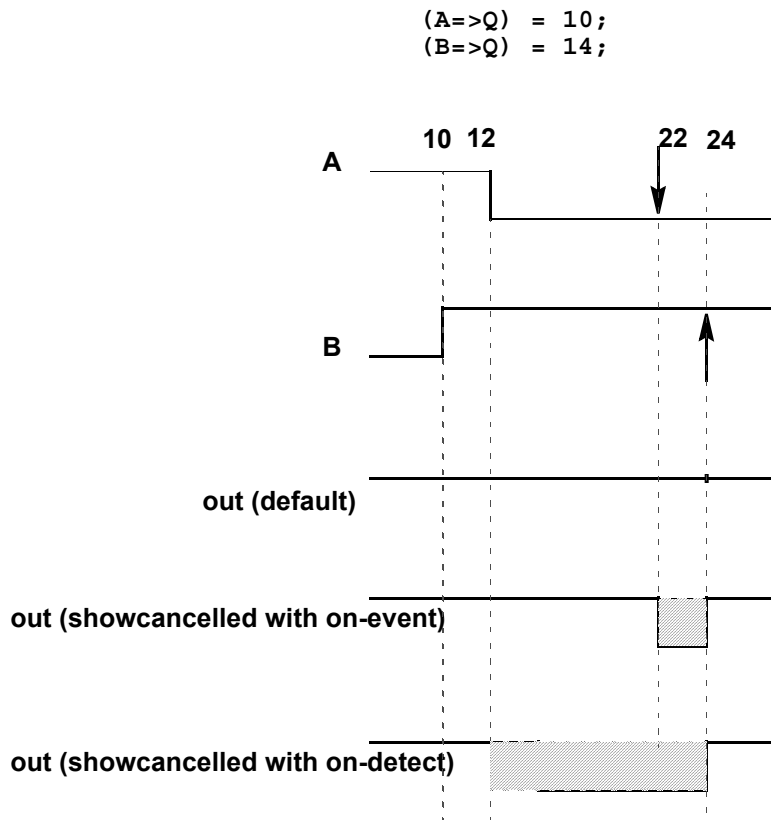 (A=>Q) = 10;
(B=>Q) = 14;
10 12 22 24
A
B
out (default)
out (showcancelled with on-event)
out (showcancelled with on-detect)